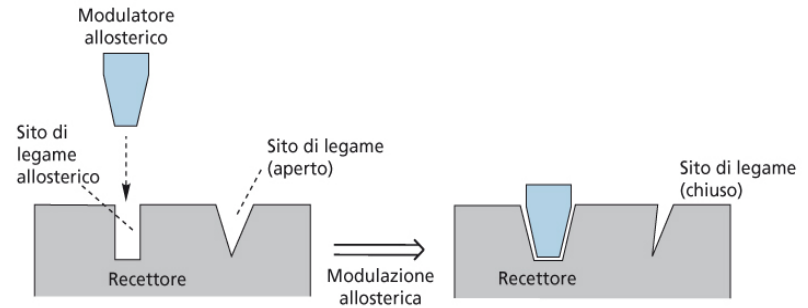 Modulatore
allosterico
Sito di
legame
allosterico
Sito di legame
(aperto)
Recettore
Modulazione
allosterica
Sito di legame
(chiuso)
Recettore